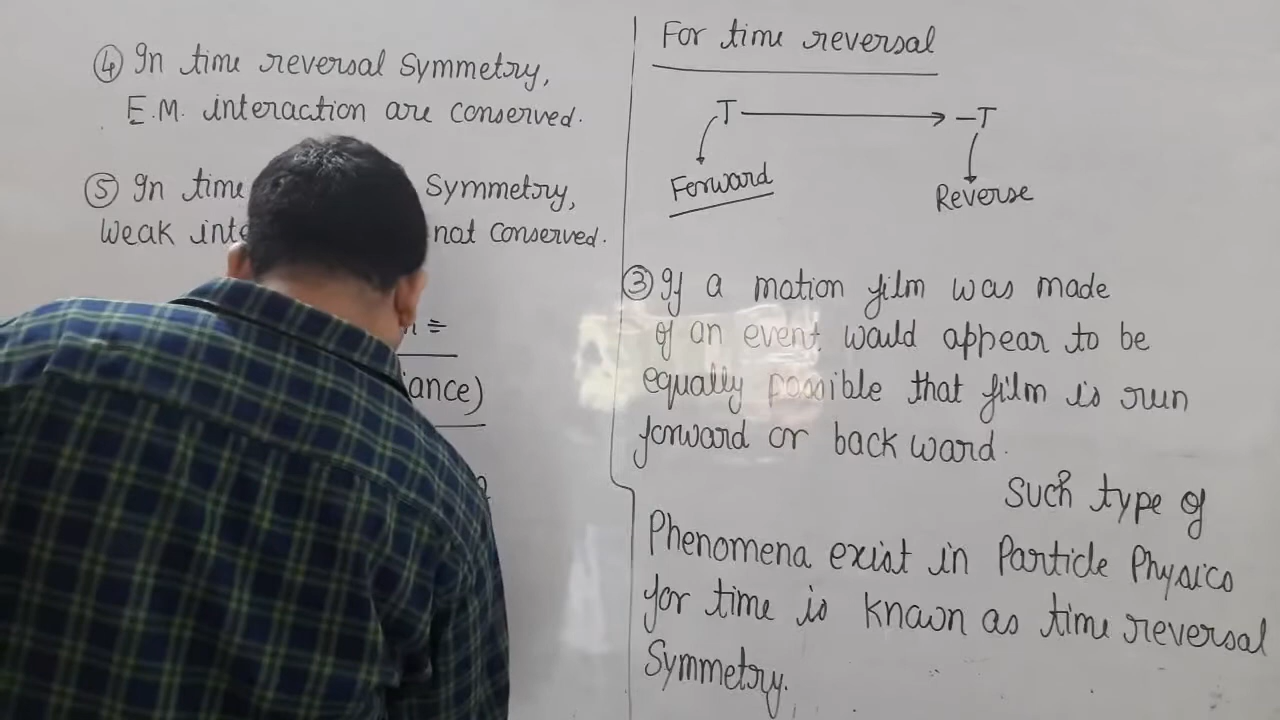 ④ In time reversal Symmetry,
E.M. interaction are conserved.
⑤ In time Symmetry,
Weak not conserved.
For time reversal
T → -T
Forward Reverse
③ If a motion film was made
of an event would appear to be
equally possible that film is run
forward or back ward.
Such type of
Phenomena exist in Particle Physics
for time is known as time reversal
Symmetry.